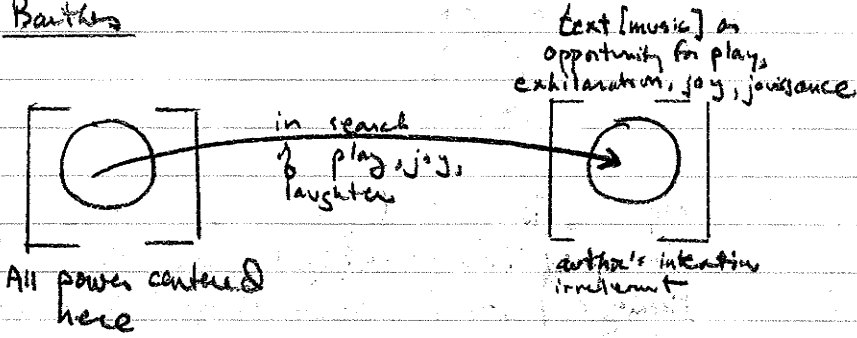 Barthes
text [music] as
opportunity for play,
exhilaration, joy, jouissance
in search
of play, joy,
laughter
All power centered
here
author's intention
irrelevant